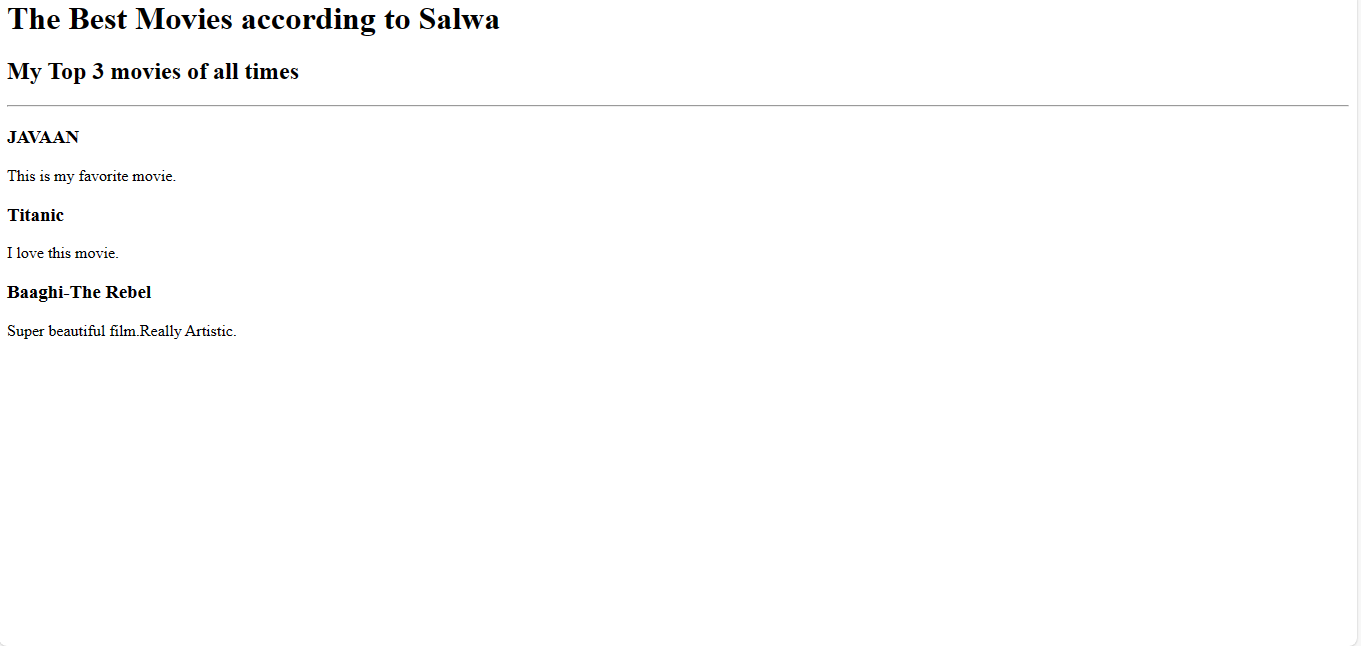 The Best Movies according to Salwa
My Top 3 movies of all times
JAVAAN
This is my favorite movie.
Titanic
I love this movie.
Baaghi-The Rebel
Super beautiful film.Really Artistic.